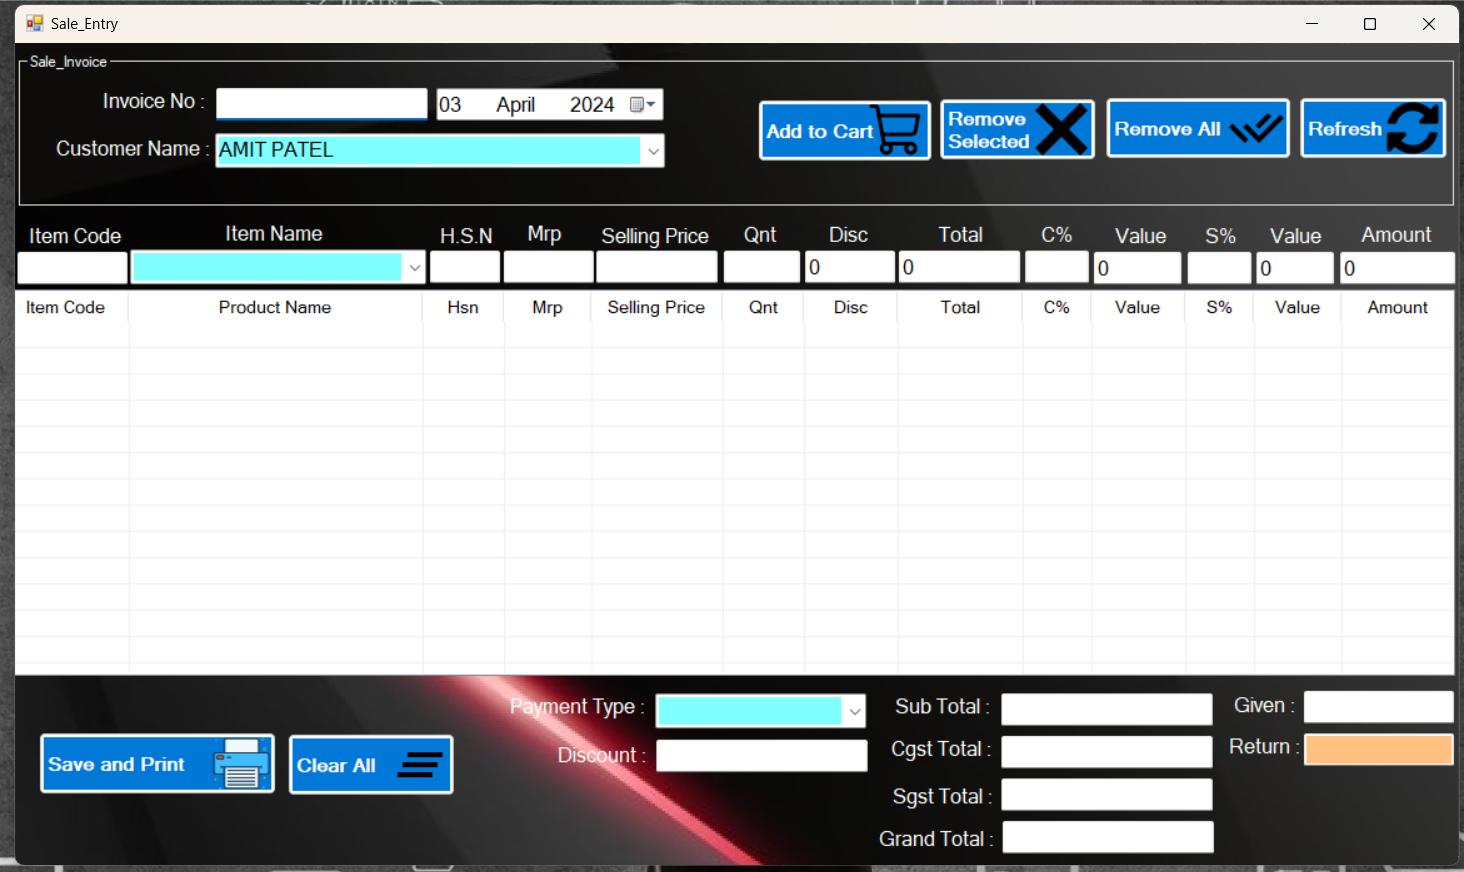 Sale_Entry
Sale_Invoice
Invoice No :
03 April 2024
Customer Name : AMIT PATEL
Add to Cart
Remove
Selected
Remove All
Refresh
Item Code Item Name H.S.N Mrp Selling Price Qnt Disc Total C% Value S% Value Amount
0 0 0 0 0
Item Code Product Name Hsn Mrp Selling Price Qnt Disc Total C% Value S% Value Amount
Payment Type : Sub Total : Given :
Discount : Cgst Total : Return :
Save and Print Clear All
Sgst Total :
Grand Total :